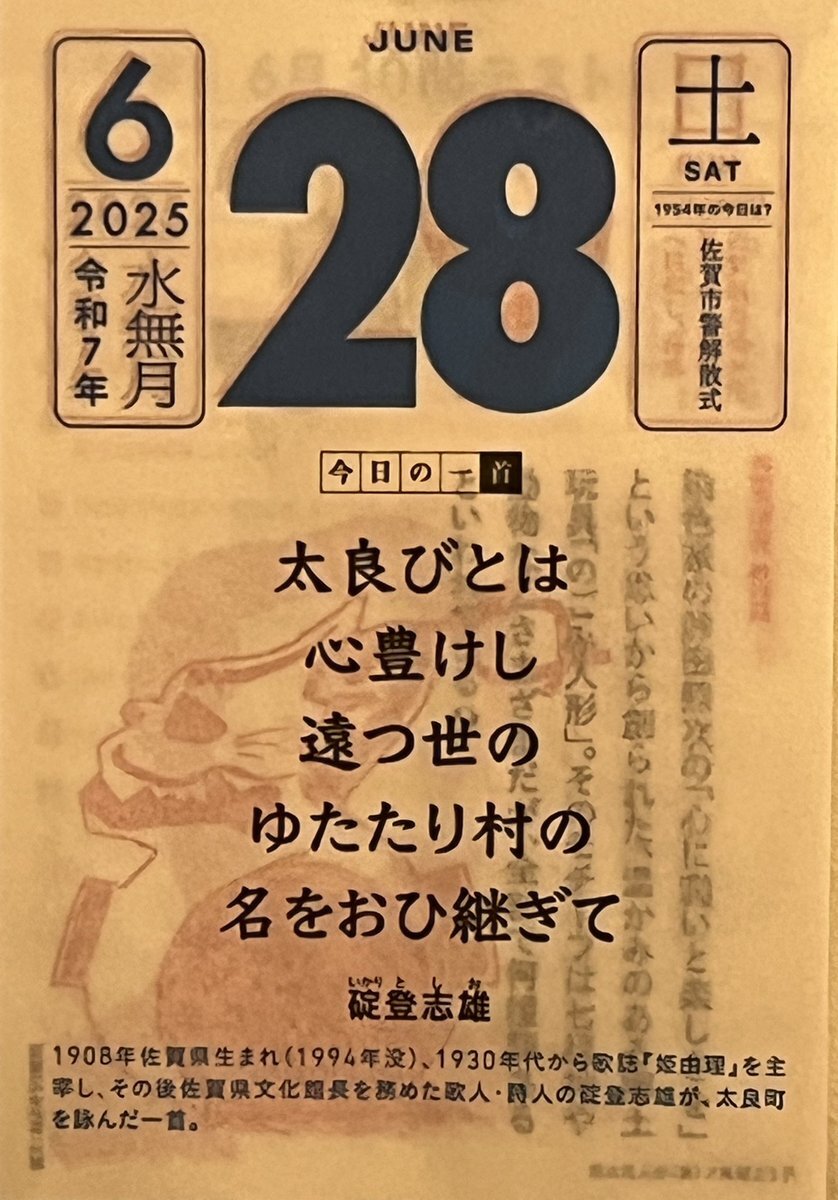 JUNE
6
2025
水無月
令和7年
28
土
SAT
1954年の今日は?
佐賀市警解散式
今日の一首
太良びとは
心豊けし
遠つ世の
ゆたたり村の
名をおひ継ぎて
いかり と し お
碇登志雄
1908年佐賀県生まれ(1994年没)、1930年代から歌誌『姫由理』を主
宰し、その後佐賀県文化館長を務めた歌人・詩人の碇登志雄が、太良町
を詠んだ一首。